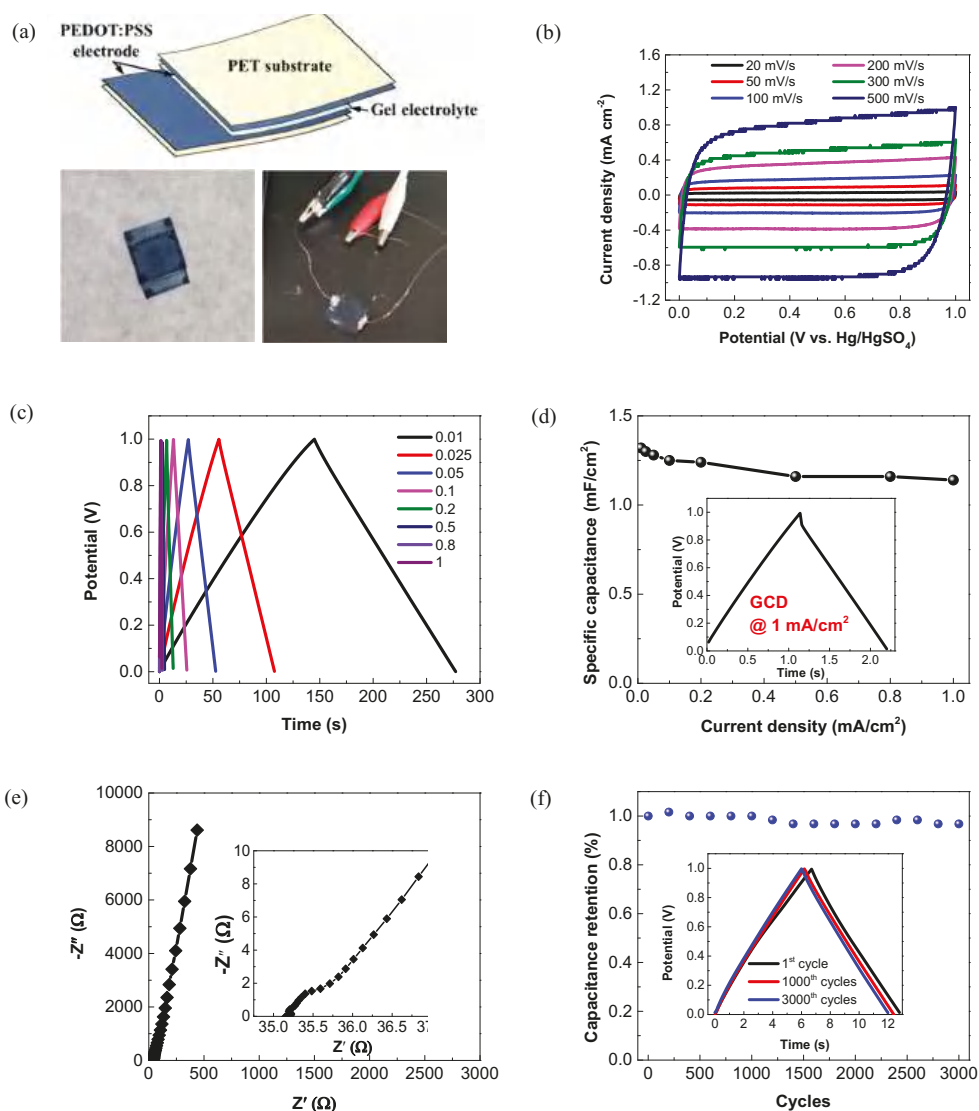 (a)
PEDOT:PSS
electrode
PET substrate
Gel electrolyte
(b)
Current density (mA cm⁻²)
1.2
0.8
0.4
0.0
-0.4
-0.8
-1.2
20 mV/s
50 mV/s
100 mV/s
200 mV/s
300 mV/s
500 mV/s
0.0 0.2 0.4 0.6 0.8 1.0
Potential (V vs. Hg/HgSO₄)
(c)
Potential (V)
1.0
0.8
0.6
0.4
0.2
0.0
0.01
0.025
0.05
0.1
0.2
0.5
0.8
1
0 50 100 150 200 250 300
Time (s)
(d)
Specific capacitance (mF/cm²)
1.5
1.0
0.5
0.0
Potential (V)
1.0
0.8
0.6
0.4
0.2
0.0
GCD
@ 1 mA/cm²
0.0 0.5 1.0 1.5 2.0
Time (s)
0.0 0.2 0.4 0.6 0.8 1.0
Current density (mA/cm²)
(e)
-Z″ (Ω)
10000
8000
6000
4000
2000
0
-Z″ (Ω)
10
8
6
4
2
0
35.0 35.5 36.0 36.5 37
Z′ (Ω)
0 500 1000 1500 2000 2500 3000
Z′ (Ω)
(f)
Capacitance retention (%)
1.0
0.8
0.6
0.4
0.2
0.0
Potential (V)
1.0
0.8
0.6
0.4
0.2
0.0
1ˢᵗ cycle
1000ᵗʰ cycles
3000ᵗʰ cycles
0 2 4 6 8 10 12
Time (s)
0 500 1000 1500 2000 2500 3000
Cycles